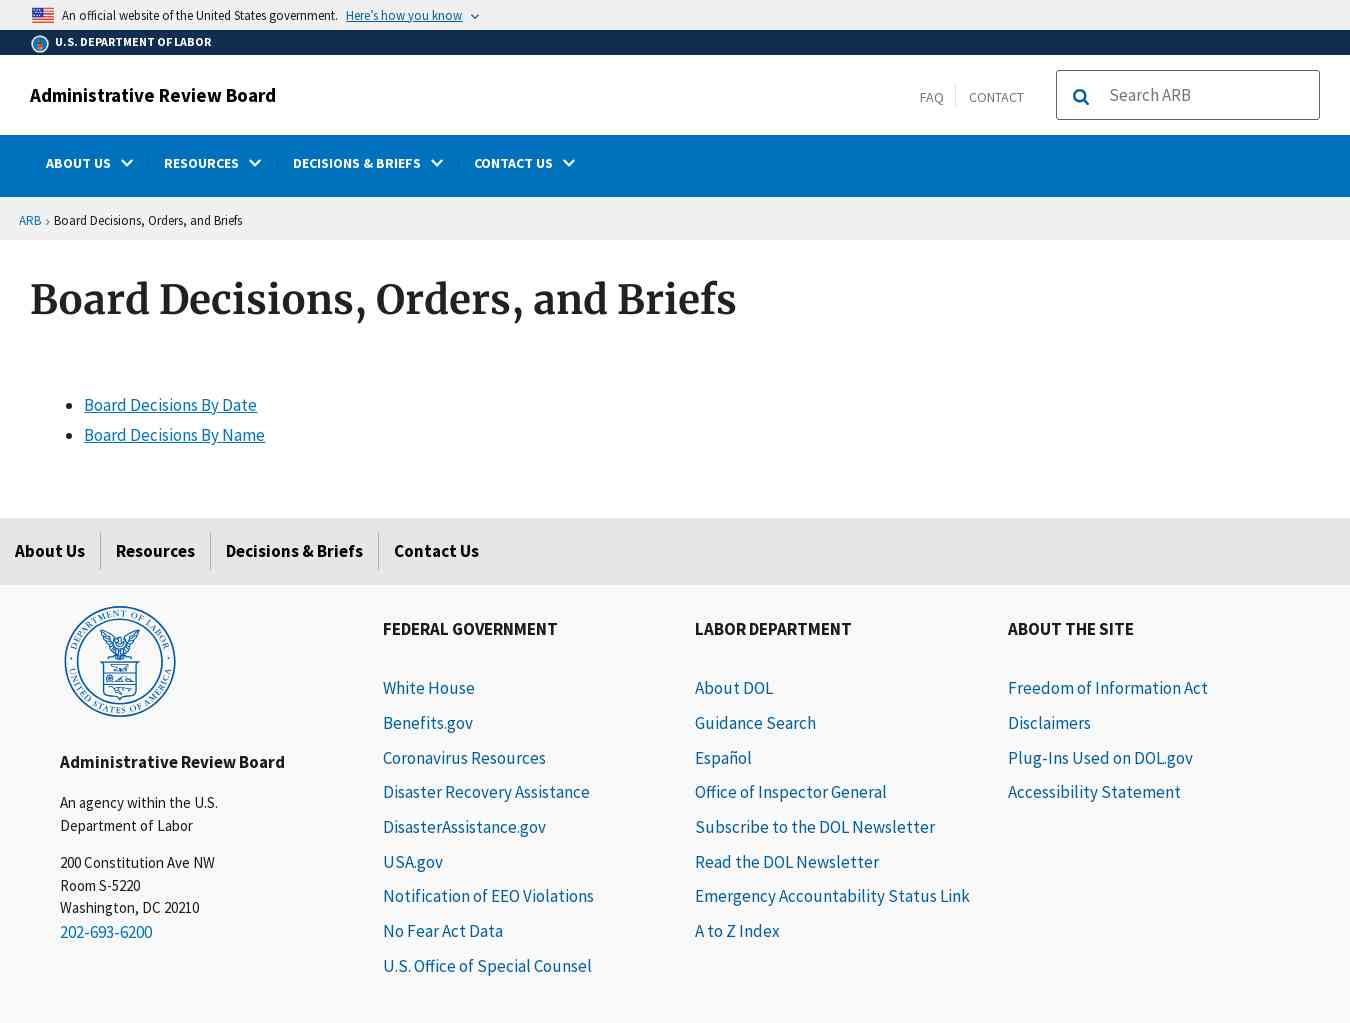 An official website of the United States government. Here's how you know
U.S. DEPARTMENT OF LABOR
Administrative Review Board
FAQ
CONTACT
Search ARB
ABOUT US
RESOURCES
DECISIONS & BRIEFS
CONTACT US
ARB › Board Decisions, Orders, and Briefs
Board Decisions, Orders, and Briefs
Board Decisions By Date
Board Decisions By Name
About Us
Resources
Decisions & Briefs
Contact Us
DEPARTMENT OF LABOR
UNITED STATES OF AMERICA
Administrative Review Board
An agency within the U.S.
Department of Labor
200 Constitution Ave NW
Room S-5220
Washington, DC 20210
202-693-6200
FEDERAL GOVERNMENT
White House
Benefits.gov
Coronavirus Resources
Disaster Recovery Assistance
DisasterAssistance.gov
USA.gov
Notification of EEO Violations
No Fear Act Data
U.S. Office of Special Counsel
LABOR DEPARTMENT
About DOL
Guidance Search
Español
Office of Inspector General
Subscribe to the DOL Newsletter
Read the DOL Newsletter
Emergency Accountability Status Link
A to Z Index
ABOUT THE SITE
Freedom of Information Act
Disclaimers
Plug-Ins Used on DOL.gov
Accessibility Statement